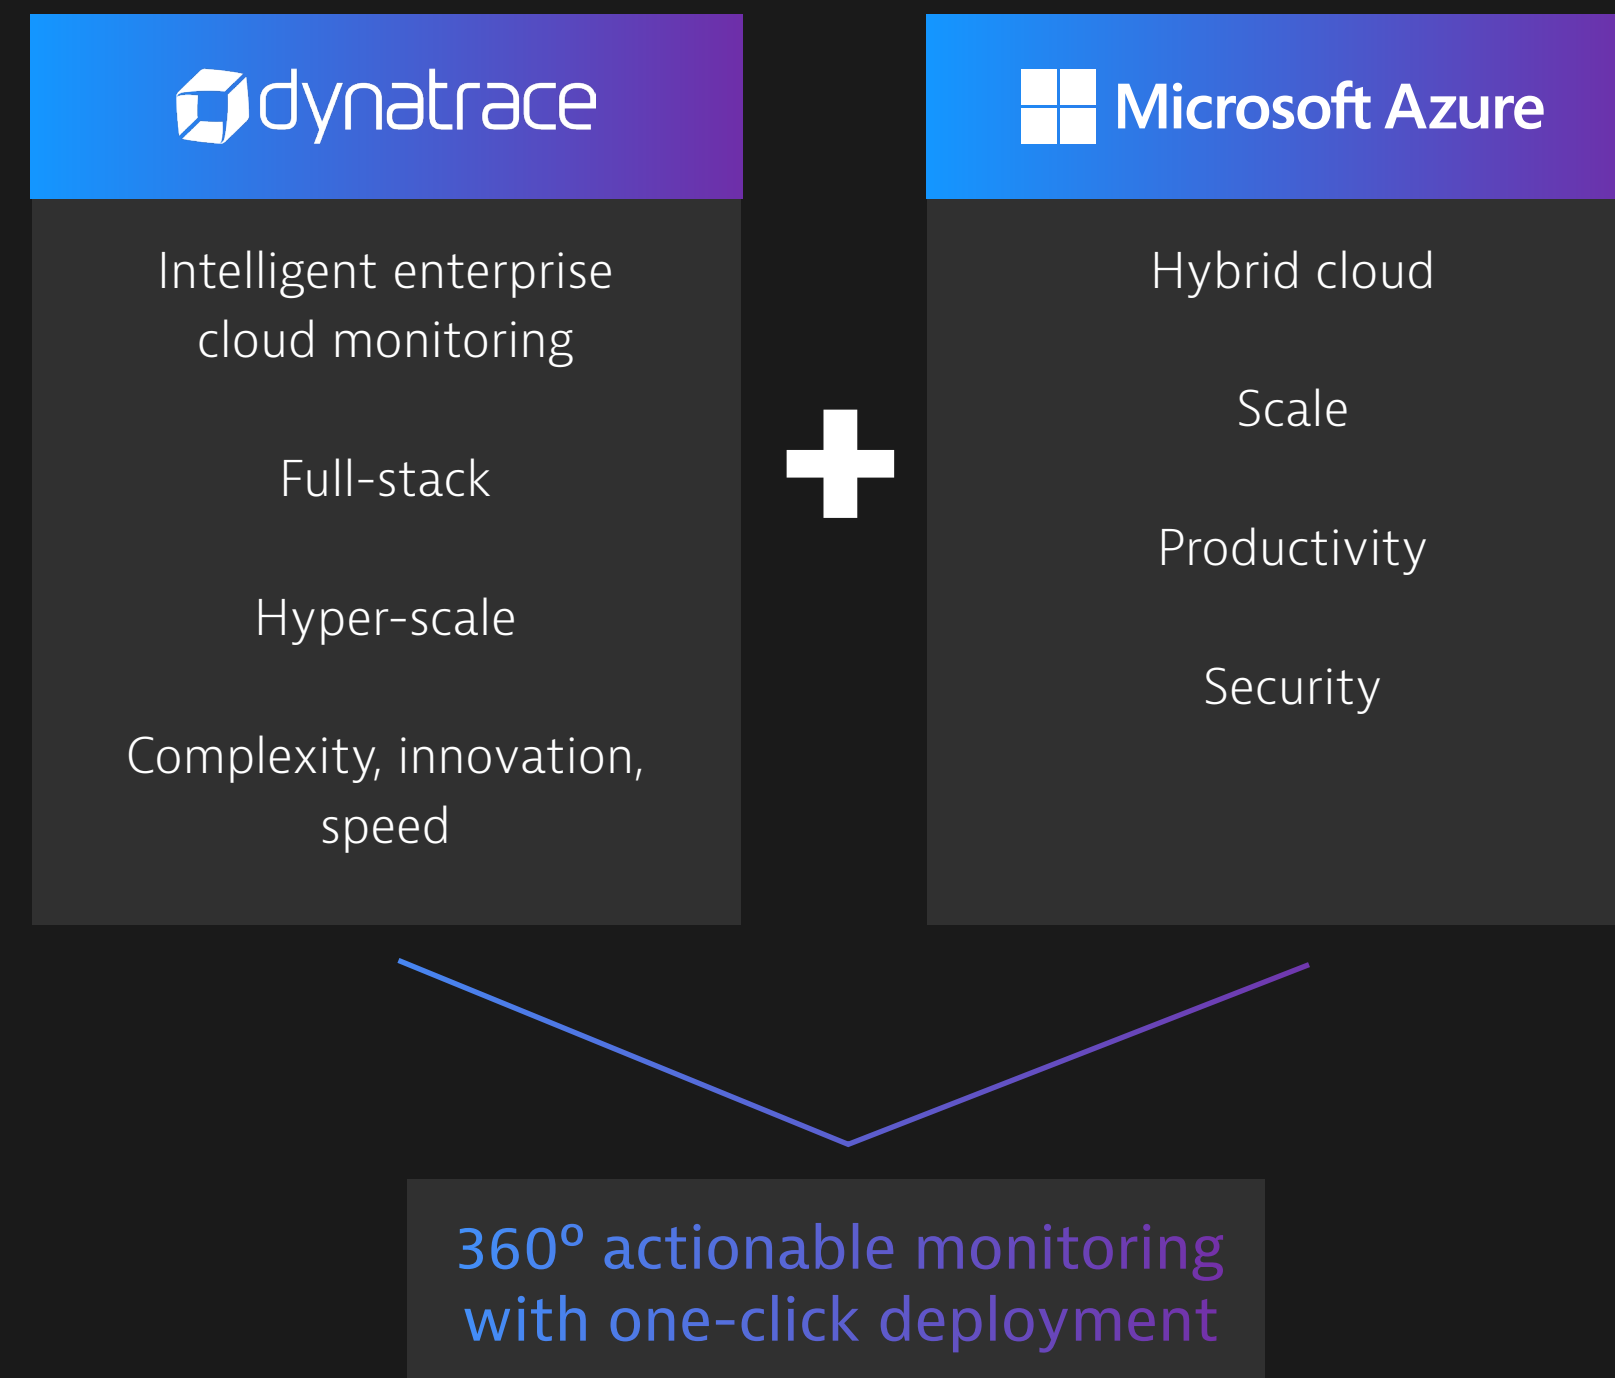 dynatrace
Intelligent enterprise
cloud monitoring
Full-stack
Hyper-scale
Complexity, innovation,
speed
Microsoft Azure
Hybrid cloud
Scale
Productivity
Security
360º actionable monitoring
with one-click deployment